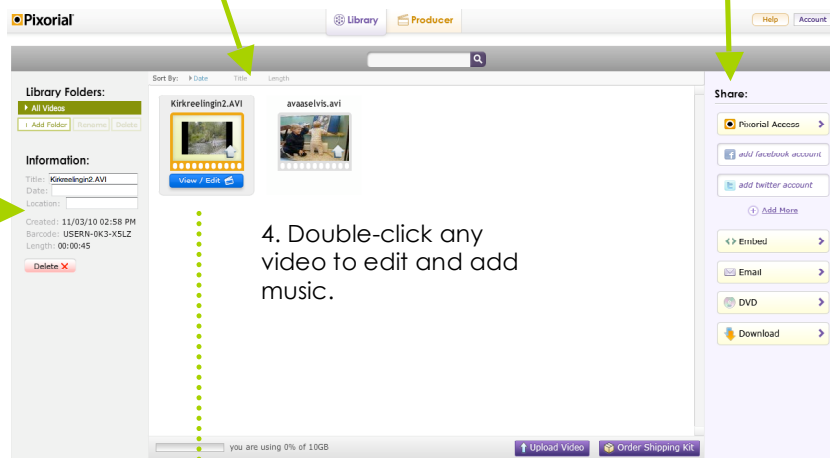 Pixorial
Library
Producer
Help
Account
Sort By: Date Title Length
Library Folders:
All Videos
+ Add Folder Rename Delete
Information:
Title: Kirkreelingin2.AVI
Date:
Location:
Created: 11/03/10 02:58 PM
Barcode: USERN-0K3-X5LZ
Length: 00:00:45
Delete X
Kirkreelingin2.AVI
avaaselvis.avi
View / Edit
4. Double-click any
video to edit and add
music.
Share:
Pixorial Access
add facebook account
add twitter account
Add More
Embed
Email
DVD
Download
you are using 0% of 10GB
Upload Video
Order Shipping Kit